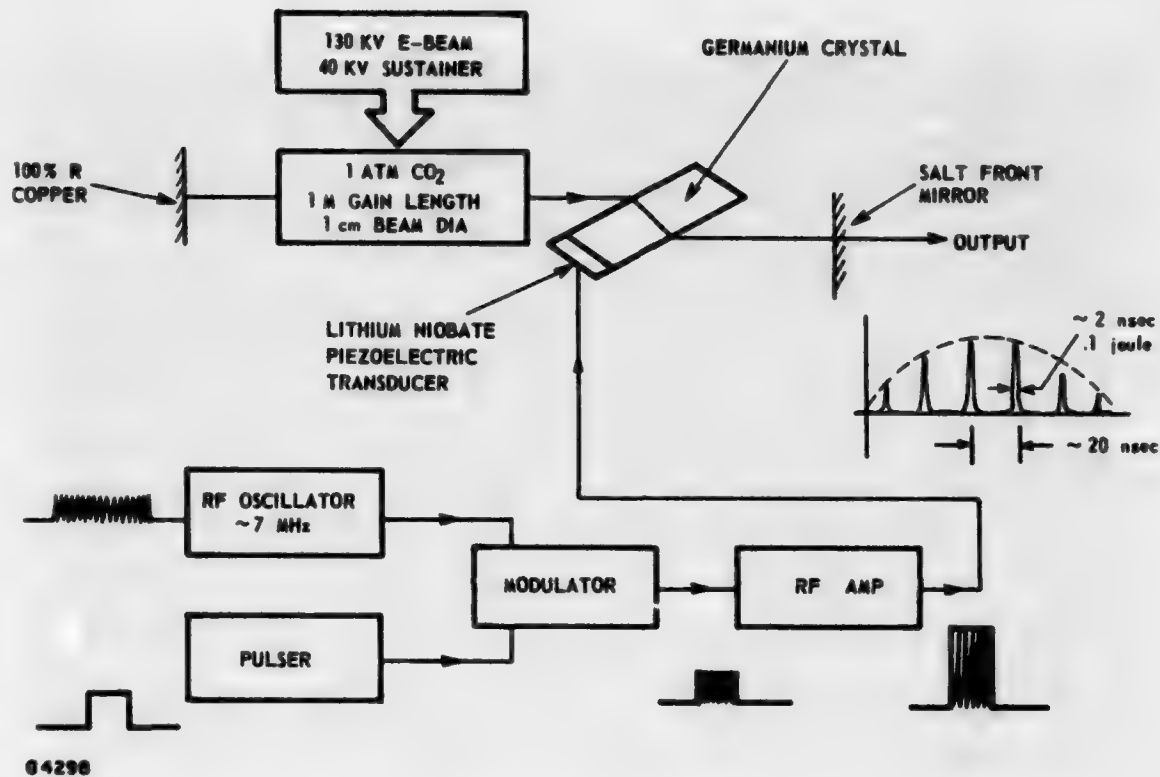 130 KV E-BEAM
40 KV SUSTAINER
GERMANIUM CRYSTAL
100% R
COPPER
1 ATM CO₂
1 M GAIN LENGTH
1 cm BEAM DIA
SALT FRONT
MIRROR
OUTPUT
LITHIUM NIOBATE
PIEZOELECTRIC
TRANSDUCER
~ 2 nsec
.1 joule
~ 20 nsec
RF OSCILLATOR
~ 7 MHz
MODULATOR
RF AMP
PULSER
G4298